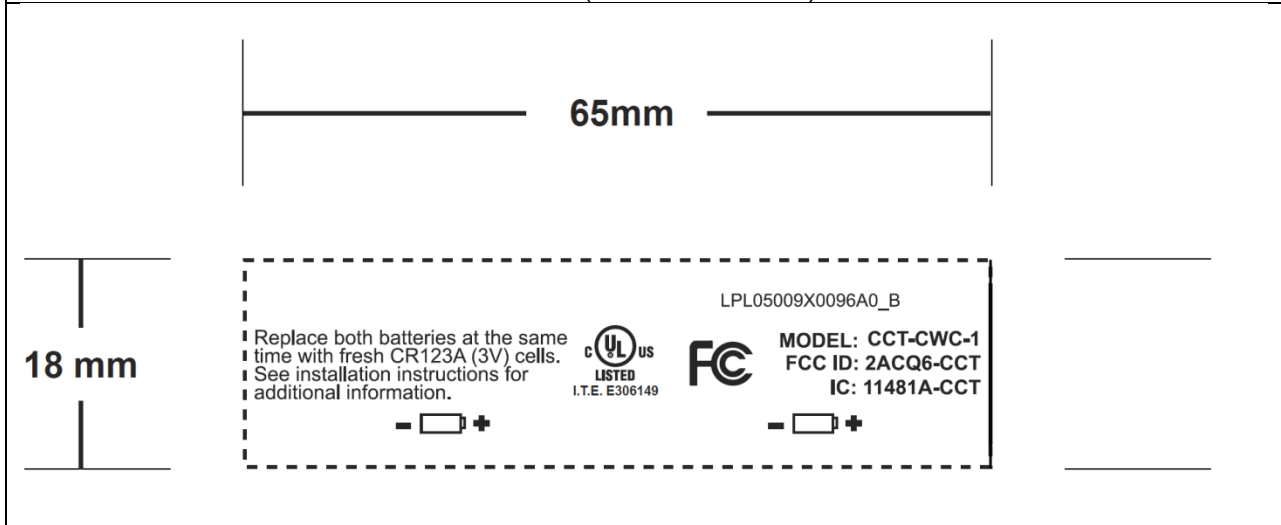 65mm
18 mm
LPL05009X0096A0_B
Replace both batteries at the same
time with fresh CR123A (3V) cells.
See installation instructions for
additional information.
C UL US
LISTED
I.T.E. E306149
FC
MODEL: CCT-CWC-1
FCC ID: 2ACQ6-CCT
IC: 11481A-CCT
- +
- +